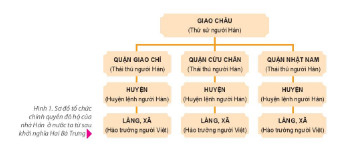 GIAO CHÂU
(Thứ sử người Hán)
QUẬN GIAO CHỈ
(Thái thú người Hán)
QUẬN CỬU CHÂN
(Thái thú người Hán)
QUẬN NHẬT NAM
(Thái thú người Hán)
HUYỆN
(Huyện lệnh người Hán)
HUYỆN
(Huyện lệnh người Hán)
HUYỆN
(Huyện lệnh người Hán)
LÀNG, XÃ
(Hào trưởng người Việt)
LÀNG, XÃ
(Hào trưởng người Việt)
LÀNG, XÃ
(Hào trưởng người Việt)
Hình 1. Sơ đồ tổ chức
chính quyền đô hộ của
nhà Hán ở nước ta từ sau
khởi nghĩa Hai Bà Trưng